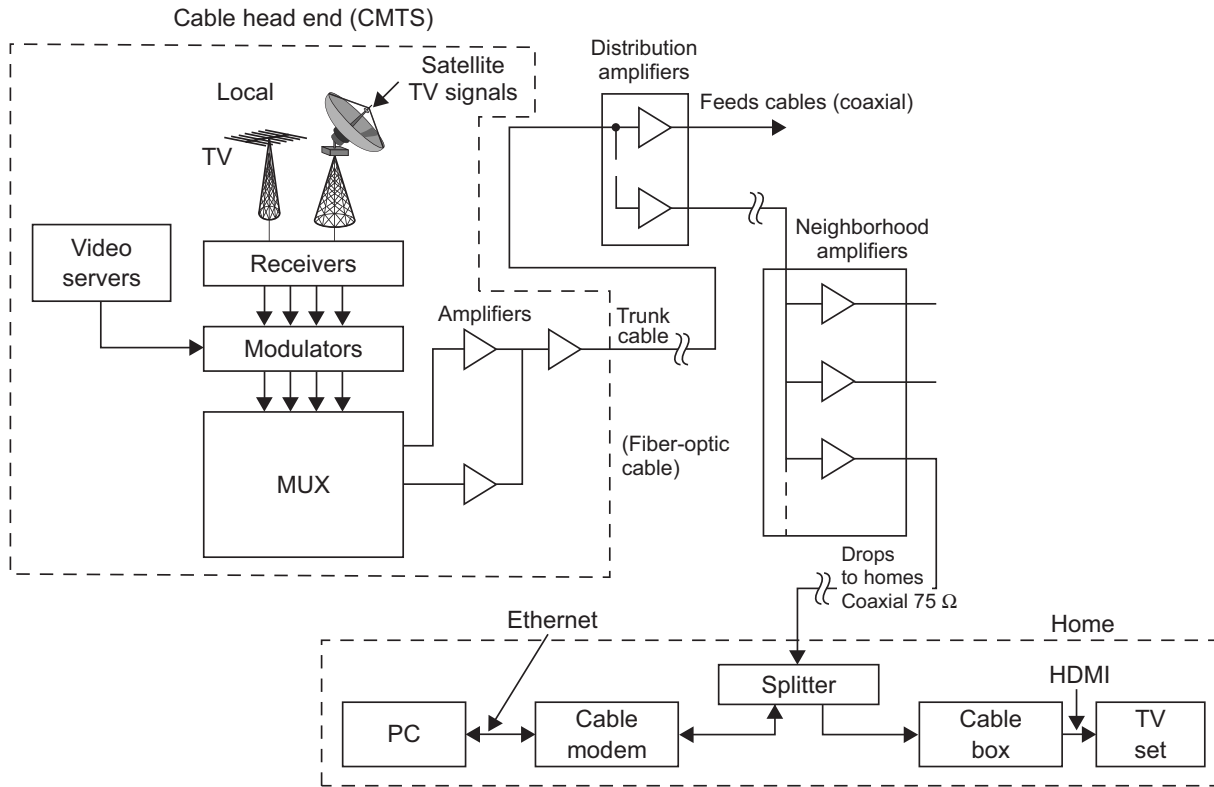 Cable head end (CMTS)
Satellite
TV signals
Local
TV
Video
servers
Receivers
Modulators
MUX
Amplifiers
Trunk
cable
(Fiber-optic
cable)
Distribution
amplifiers
Feeds cables (coaxial)
Neighborhood
amplifiers
Drops
to homes
Coaxial 75 Ω
Home
Ethernet
Splitter
HDMI
PC
Cable
modem
Cable
box
TV
set